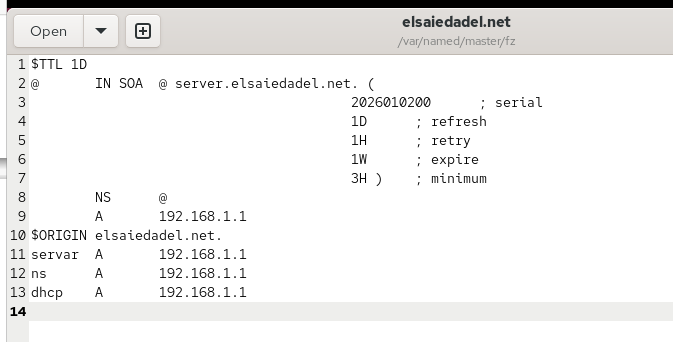 Open
elsaiedadel.net
/var/named/master/fz
1 $TTL 1D
2 @ IN SOA @ server.elsaiedadel.net. (
3 2026010200 ; serial
4 1D ; refresh
5 1H ; retry
6 1W ; expire
7 3H ) ; minimum
8 NS @
9 A 192.168.1.1
10 $ORIGIN elsaiedadel.net.
11 servar A 192.168.1.1
12 ns A 192.168.1.1
13 dhcp A 192.168.1.1
14